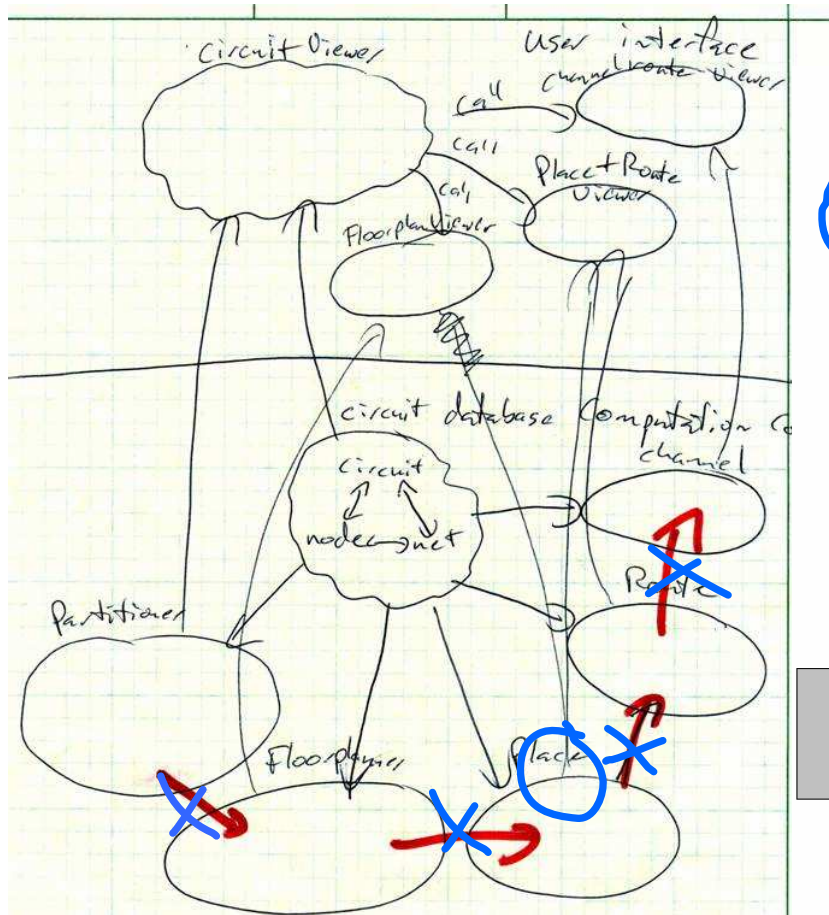 Circuit Viewer
User interface
channel route viewer
call
call
call
Place + Route
Viewer
Floorplan Viewer
circuit database
Computation Co
channel
circuit
node
net
Route
Partitioner
Floorplanner
Place